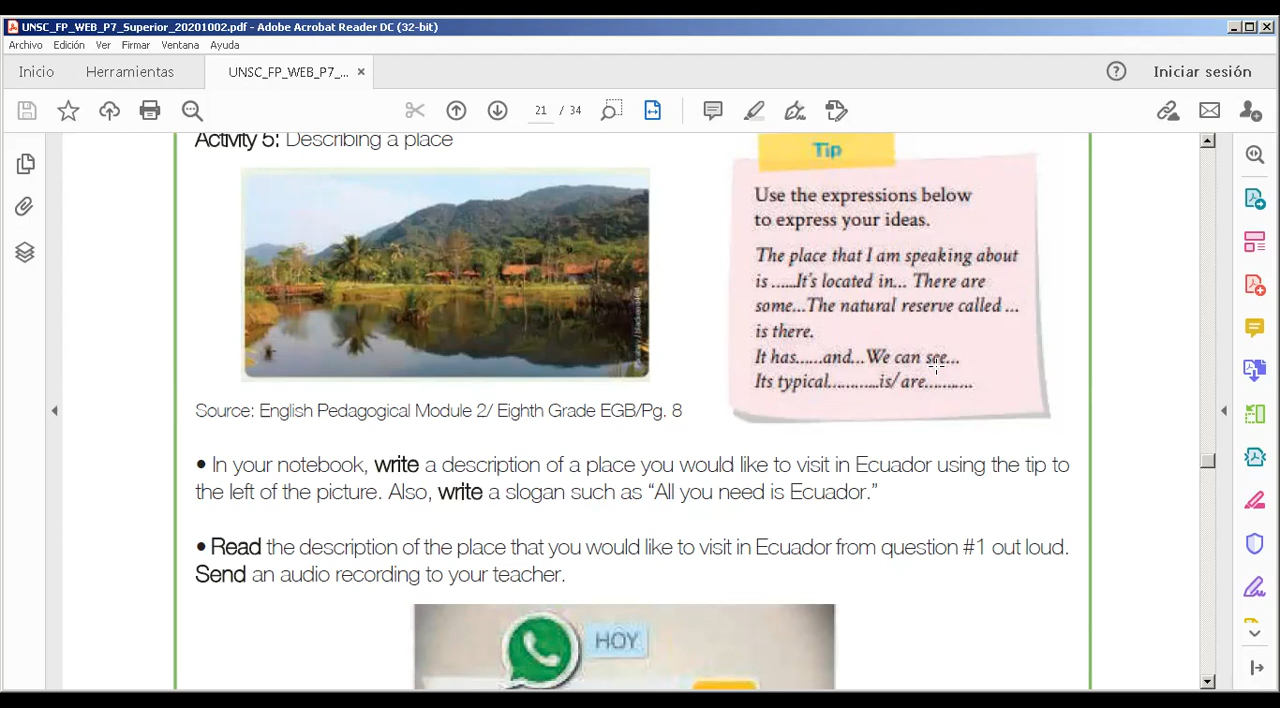 UNSC_FP_WEB_P7_Superior_20201002.pdf - Adobe Acrobat Reader DC (32-bit)
Archivo Edición Ver Firmar Ventana Ayuda
Inicio Herramientas UNSC_FP_WEB_P7_... × Iniciar sesión
21 / 34
Activity 5: Describing a place
Tip
Use the expressions below
to express your ideas.
The place that I am speaking about
is ......It's located in... There are
some...The natural reserve called ...
is there.
It has......and...We can see...
Its typical............is/ are..........
Source: English Pedagogical Module 2/ Eighth Grade EGB/Pg. 8
• In your notebook, write a description of a place you would like to visit in Ecuador using the tip to
the left of the picture. Also, write a slogan such as “All you need is Ecuador.”
• Read the description of the place that you would like to visit in Ecuador from question #1 out loud.
Send an audio recording to your teacher.
HOY